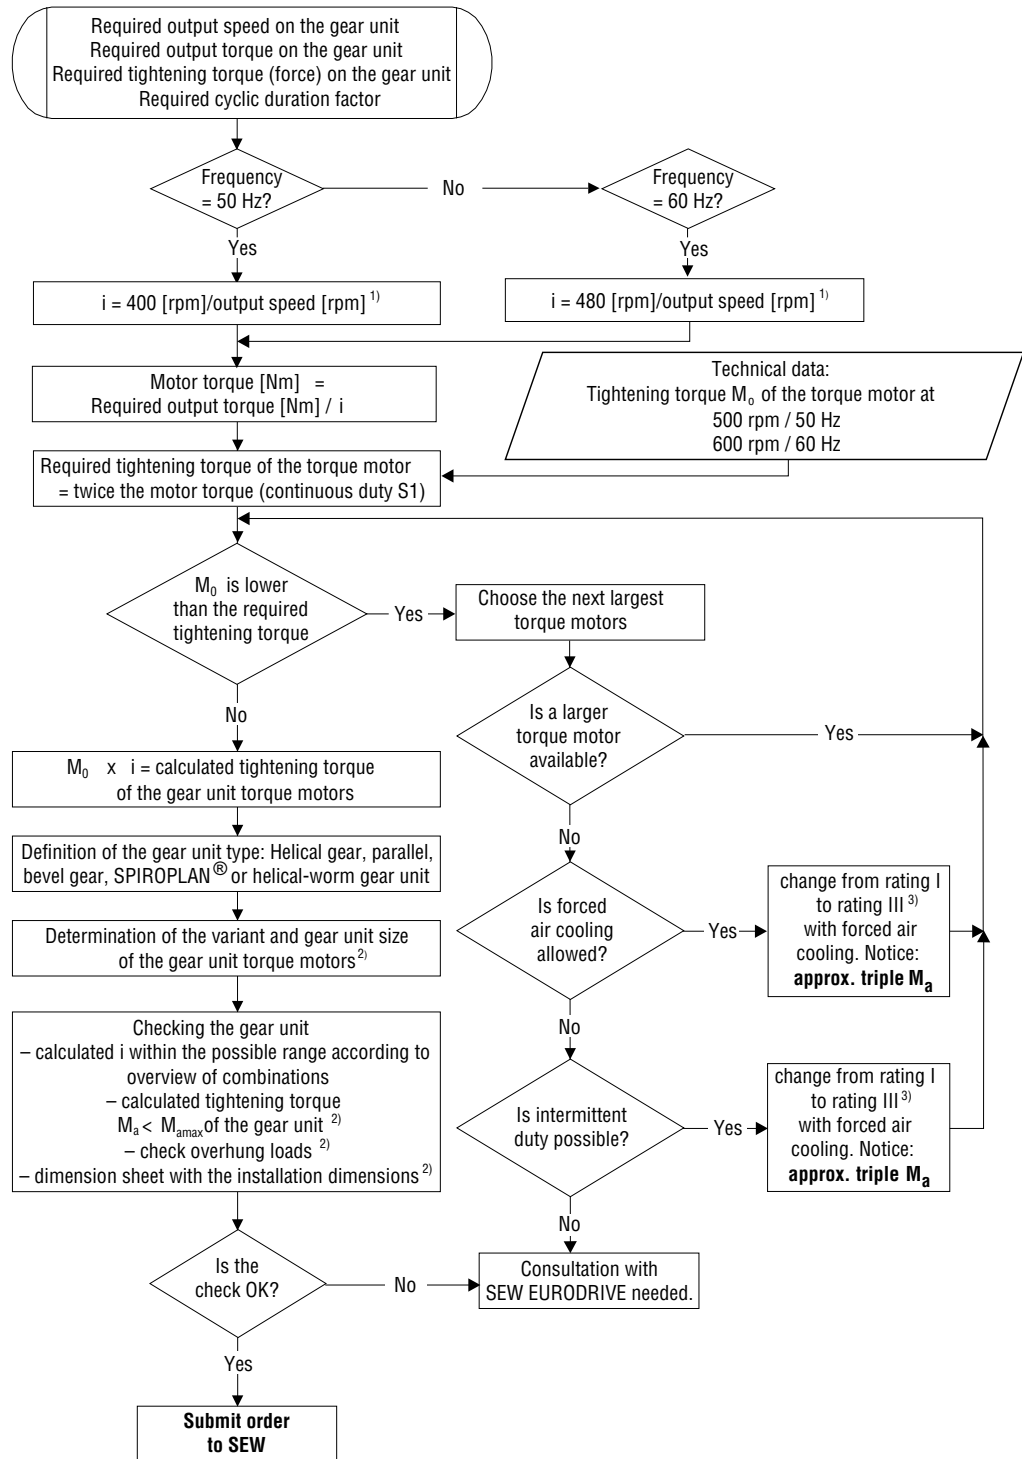 Required output speed on the gear unit
Required output torque on the gear unit
Required tightening torque (force) on the gear unit
Required cyclic duration factor
Frequency
= 50 Hz?
No
Frequency
= 60 Hz?
Yes
Yes
i = 400 [rpm]/output speed [rpm] 1)
i = 480 [rpm]/output speed [rpm] 1)
Motor torque [Nm] =
Required output torque [Nm] / i
Technical data:
Tightening torque Mo of the torque motor at
500 rpm / 50 Hz
600 rpm / 60 Hz
Required tightening torque of the torque motor
= twice the motor torque (continuous duty S1)
M0 is lower
than the required
tightening torque
Yes
Choose the next largest
torque motors
No
Is a larger
torque motor
available?
Yes
M0 x i = calculated tightening torque
of the gear unit torque motors
No
Definition of the gear unit type: Helical gear, parallel,
bevel gear, SPIROPLAN® or helical-worm gear unit
Is forced
air cooling
allowed?
Yes
change from rating I
to rating III 3)
with forced air
cooling. Notice:
approx. triple Ma
Determination of the variant and gear unit size
of the gear unit torque motors 2)
No
Checking the gear unit
– calculated i within the possible range according to
overview of combinations
– calculated tightening torque
Ma < Mamax of the gear unit 2)
– check overhung loads 2)
– dimension sheet with the installation dimensions 2)
Is intermittent
duty possible?
Yes
change from rating I
to rating III 3)
with forced air
cooling. Notice:
approx. triple Ma
No
Is the
check OK?
No
Consultation with
SEW EURODRIVE needed.
Yes
Submit order
to SEW